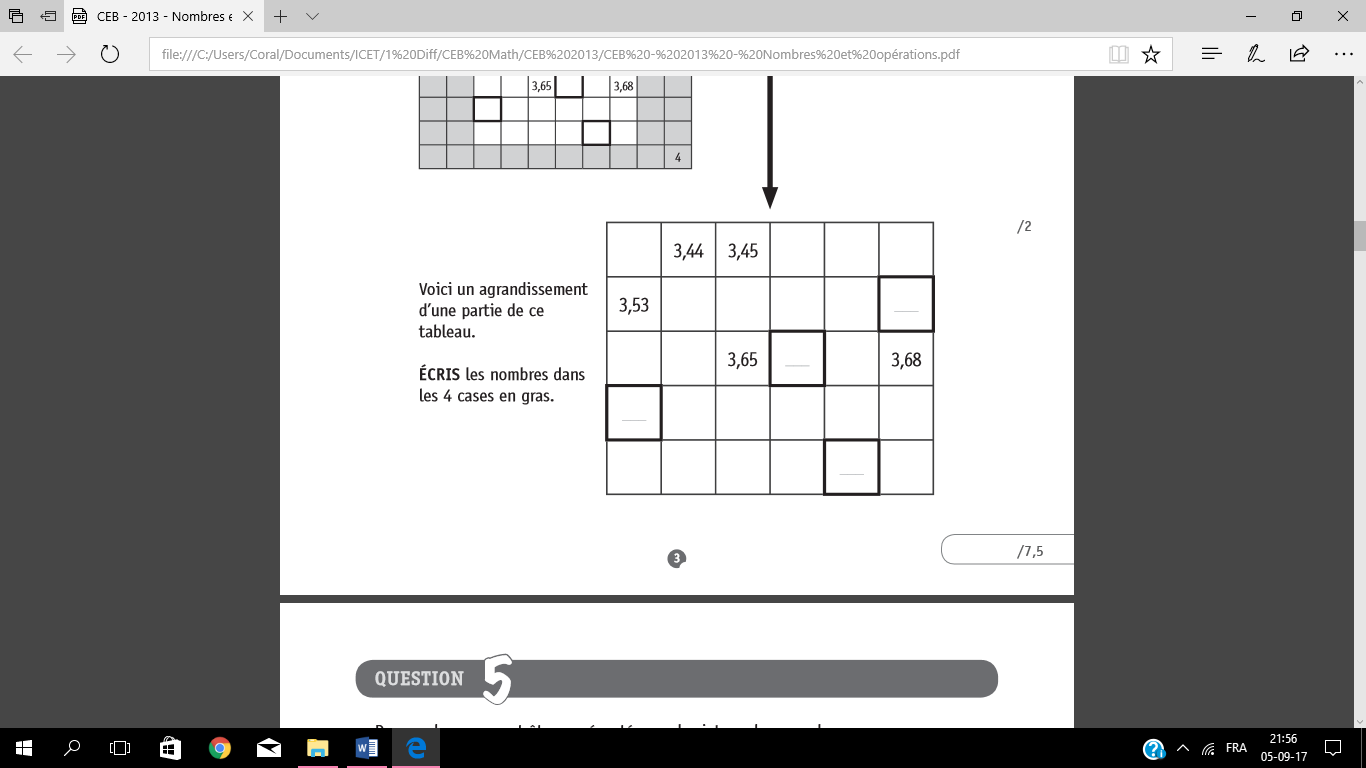 CEB - 2013 - Nombres e
file:///C:/Users/Coral/Documents/ICET/1%20Diff/CEB%20Math/CEB%202013/CEB%20-%202013%20-%20Nombres%20et%20opérations.pdf
3,65 3,68
4
/2
3,44 3,45
Voici un agrandissement
d'une partie de ce
tableau.
3,53
ÉCRIS les nombres dans
les 4 cases en gras.
3,65 3,68
3
/7,5
QUESTION 5
FRA
21:56
05-09-17